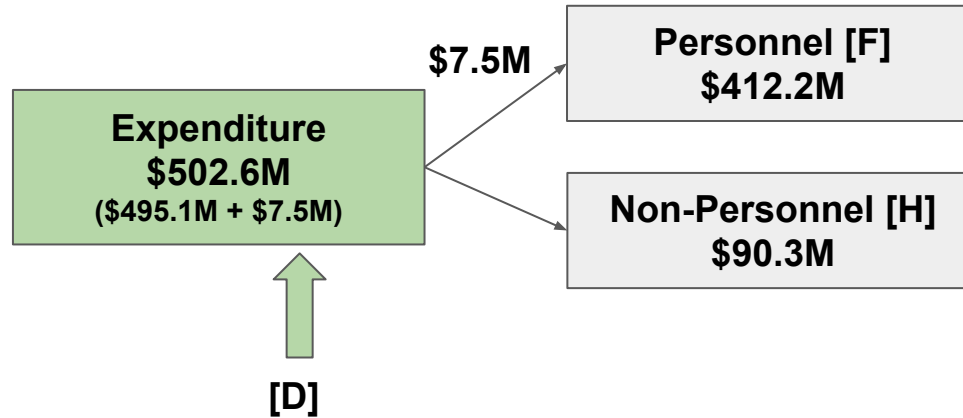 $7.5M
Personnel [F]
$412.2M
Expenditure
$502.6M
($495.1M + $7.5M)
Non-Personnel [H]
$90.3M
[D]